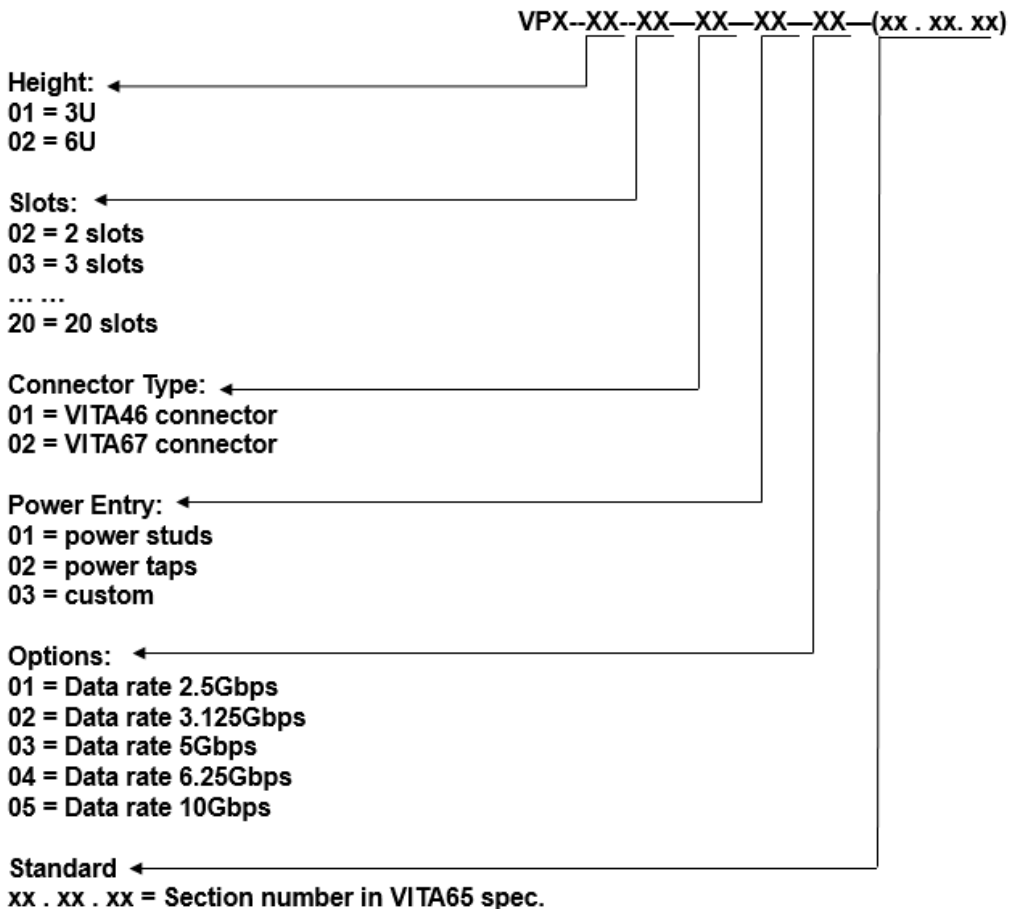 VPX--XX--XX—XX—XX—XX—(xx . xx. xx)
Height:
01 = 3U
02 = 6U
Slots:
02 = 2 slots
03 = 3 slots
... ...
20 = 20 slots
Connector Type:
01 = VITA46 connector
02 = VITA67 connector
Power Entry:
01 = power studs
02 = power taps
03 = custom
Options:
01 = Data rate 2.5Gbps
02 = Data rate 3.125Gbps
03 = Data rate 5Gbps
04 = Data rate 6.25Gbps
05 = Data rate 10Gbps
Standard
xx . xx . xx = Section number in VITA65 spec.